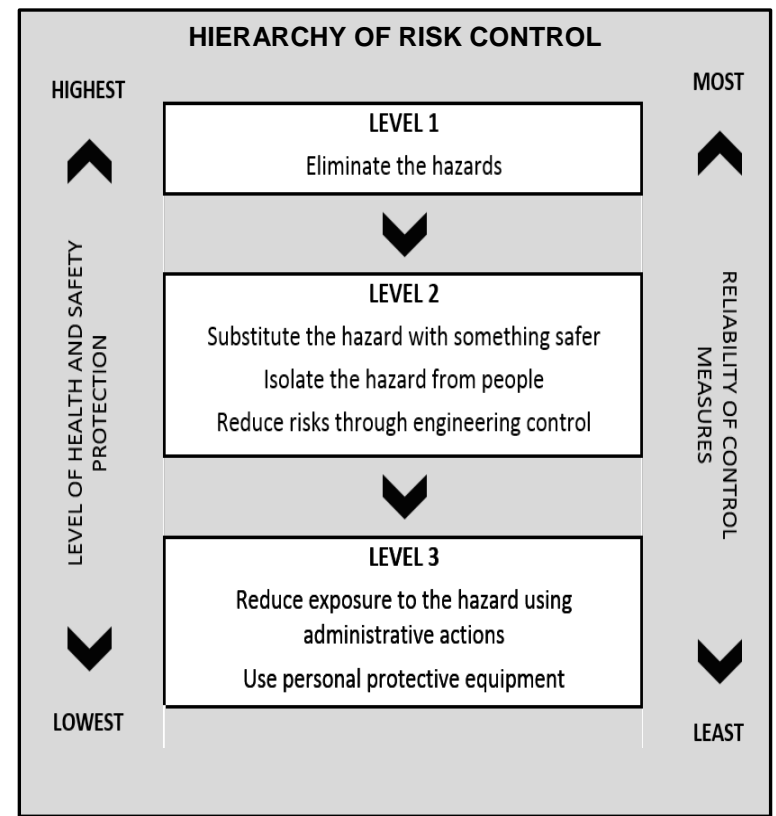 HIERARCHY OF RISK CONTROL
HIGHEST
MOST
LEVEL 1
Eliminate the hazards
LEVEL OF HEALTH AND SAFETY
PROTECTION
RELIABILITY OF CONTROL
MEASURES
LEVEL 2
Substitute the hazard with something safer
Isolate the hazard from people
Reduce risks through engineering control
LEVEL 3
Reduce exposure to the hazard using
administrative actions
Use personal protective equipment
LOWEST
LEAST